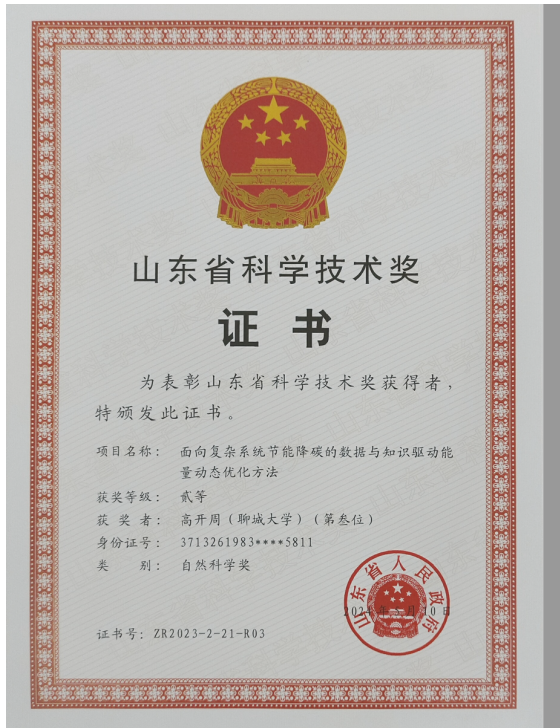 山东省科学技术奖
证书
为表彰山东省科学技术奖获得者，
特颁发此证书。
项目名称： 面向复杂系统节能降碳的数据与知识驱动能
量动态优化方法
获奖等级： 贰等
获奖者： 高开周（聊城大学）（第叁位）
身份证号： 3713261983****5811
类别： 自然科学奖
山东省人民政府
证书号：ZR2023-2-21-R03